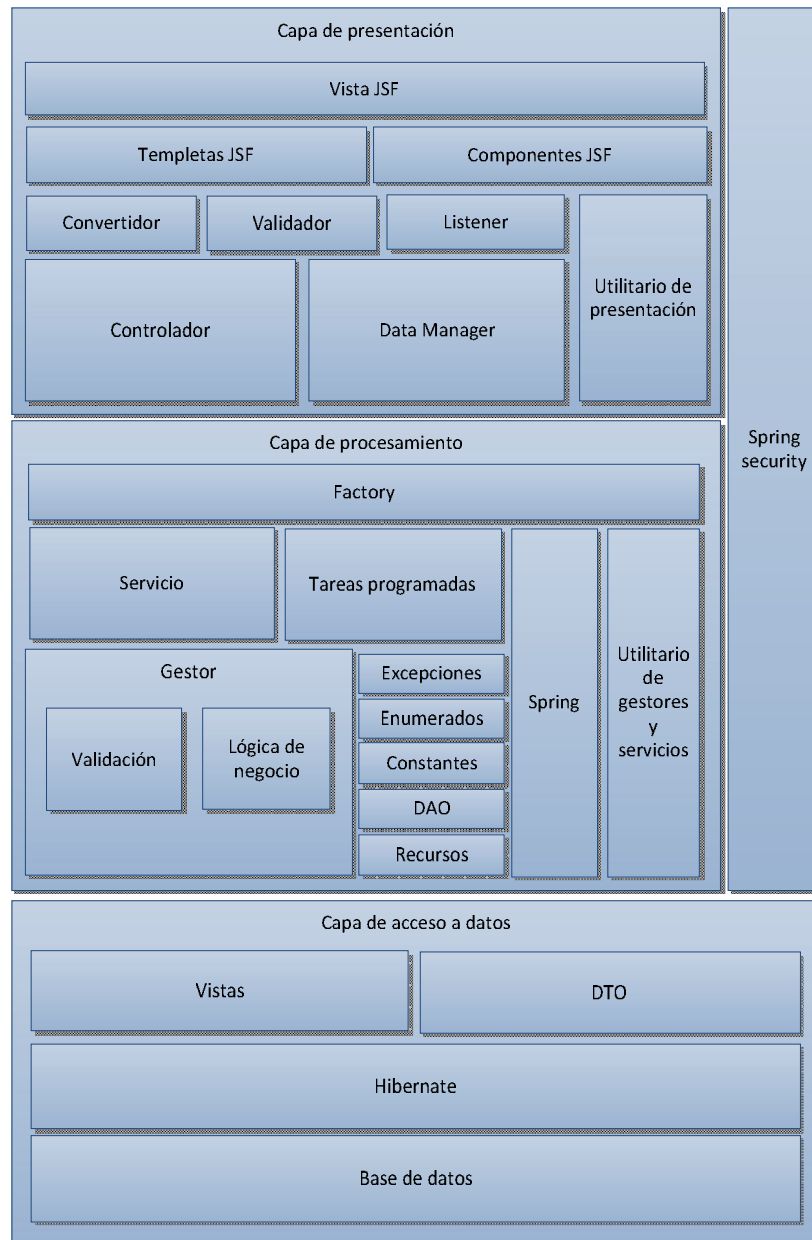 Capa de presentación
Vista JSF
Templetas JSF
Componentes JSF
Convertidor
Validador
Listener
Utilitario de
presentación
Controlador
Data Manager
Spring
security
Capa de procesamiento
Factory
Servicio
Tareas programadas
Spring
Utilitario
de
gestores
y
servicios
Gestor
Validación
Lógica de
negocio
Excepciones
Enumerados
Constantes
DAO
Recursos
Capa de acceso a datos
Vistas
DTO
Hibernate
Base de datos